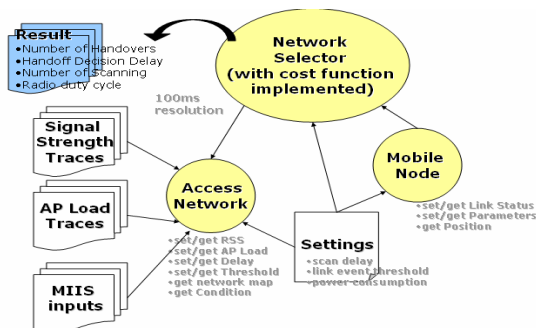 Result
•Number of Handovers
•Handoff Decision Delay
•Number of Scanning
•Radio duty cycle
Network
Selector
(with cost function
implemented)
100ms
resolution
Signal
Strength
Traces
Mobile
Node
Access
Network
•set/get Link Status
•set/get Parameters
•get Position
AP Load
Traces
•set/get RSS
•set/get AP Load
•set/get Delay
•set/get Threshold
•get network map
•get Condition
Settings
•scan delay
•link event threshold
•power consumption
MIIS
inputs